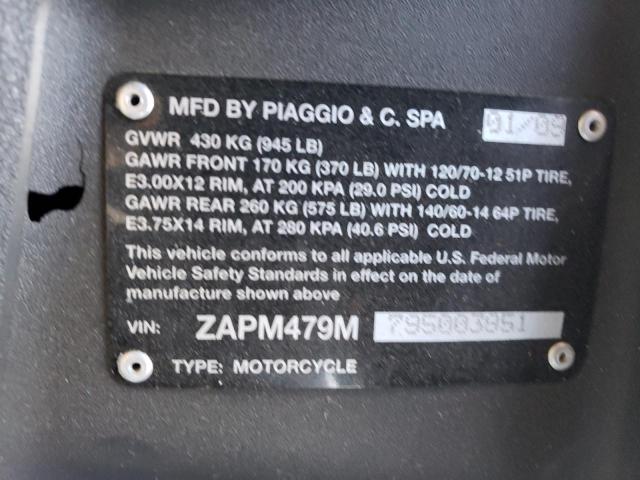 MFD BY PIAGGIO & C. SPA 01 09
GVWR 430 KG (945 LB)
GAWR FRONT 170 KG (370 LB) WITH 120/70-12 51P TIRE,
E3.00X12 RIM, AT 200 KPA (29.0 PSI) COLD
GAWR REAR 260 KG (575 LB) WITH 140/60-14 64P TIRE,
E3.75X14 RIM, AT 280 KPA (40.6 PSI) COLD
This vehicle conforms to all applicable U.S. Federal Motor
Vehicle Safety Standards in effect on the date of
manufacture shown above
VIN: ZAPM479M 795003951
TYPE: MOTORCYCLE